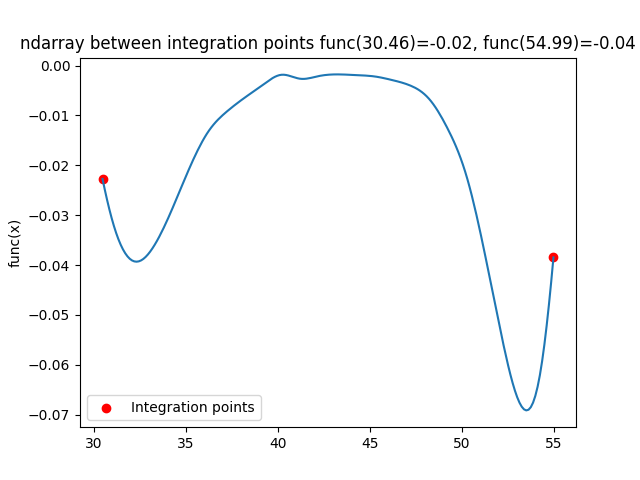 ndarray between integration points func(30.46)=-0.02, func(54.99)=-0.04
0.00
−0.01
−0.02
−0.03
−0.04
−0.05
−0.06
−0.07
func(x)
Integration points
30 35 40 45 50 55